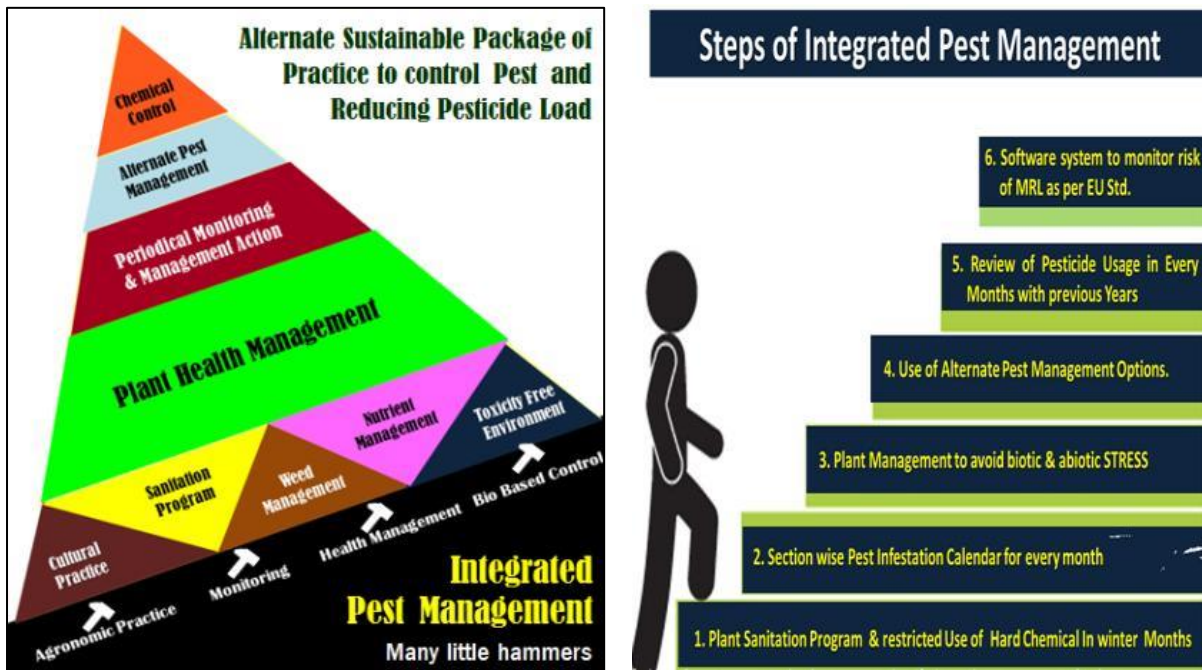 Alternate Sustainable Package of
Practice to control Pest and
Reducing Pesticide Load
Chemical
Control
Alternate Pest
Management
Periodical Monitoring
& Management Action
Plant Health Management
Nutrient
Management
Toxicity Free
Environment
Sanitation
Program
Weed
Management
Cultural
Practice
Agronomic Practice
Monitoring
Health Management
Bio Based Control
Integrated
Pest Management
Many little hammers
Steps of Integrated Pest Management
6. Software system to monitor risk
of MRL as per EU Std.
5. Review of Pesticide Usage in Every
Months with previous Years
4. Use of Alternate Pest Management Options.
3. Plant Management to avoid biotic & abiotic STRESS
2. Section wise Pest Infestation Calendar for every month
1. Plant Sanitation Program & restricted Use of Hard Chemical In winter Months